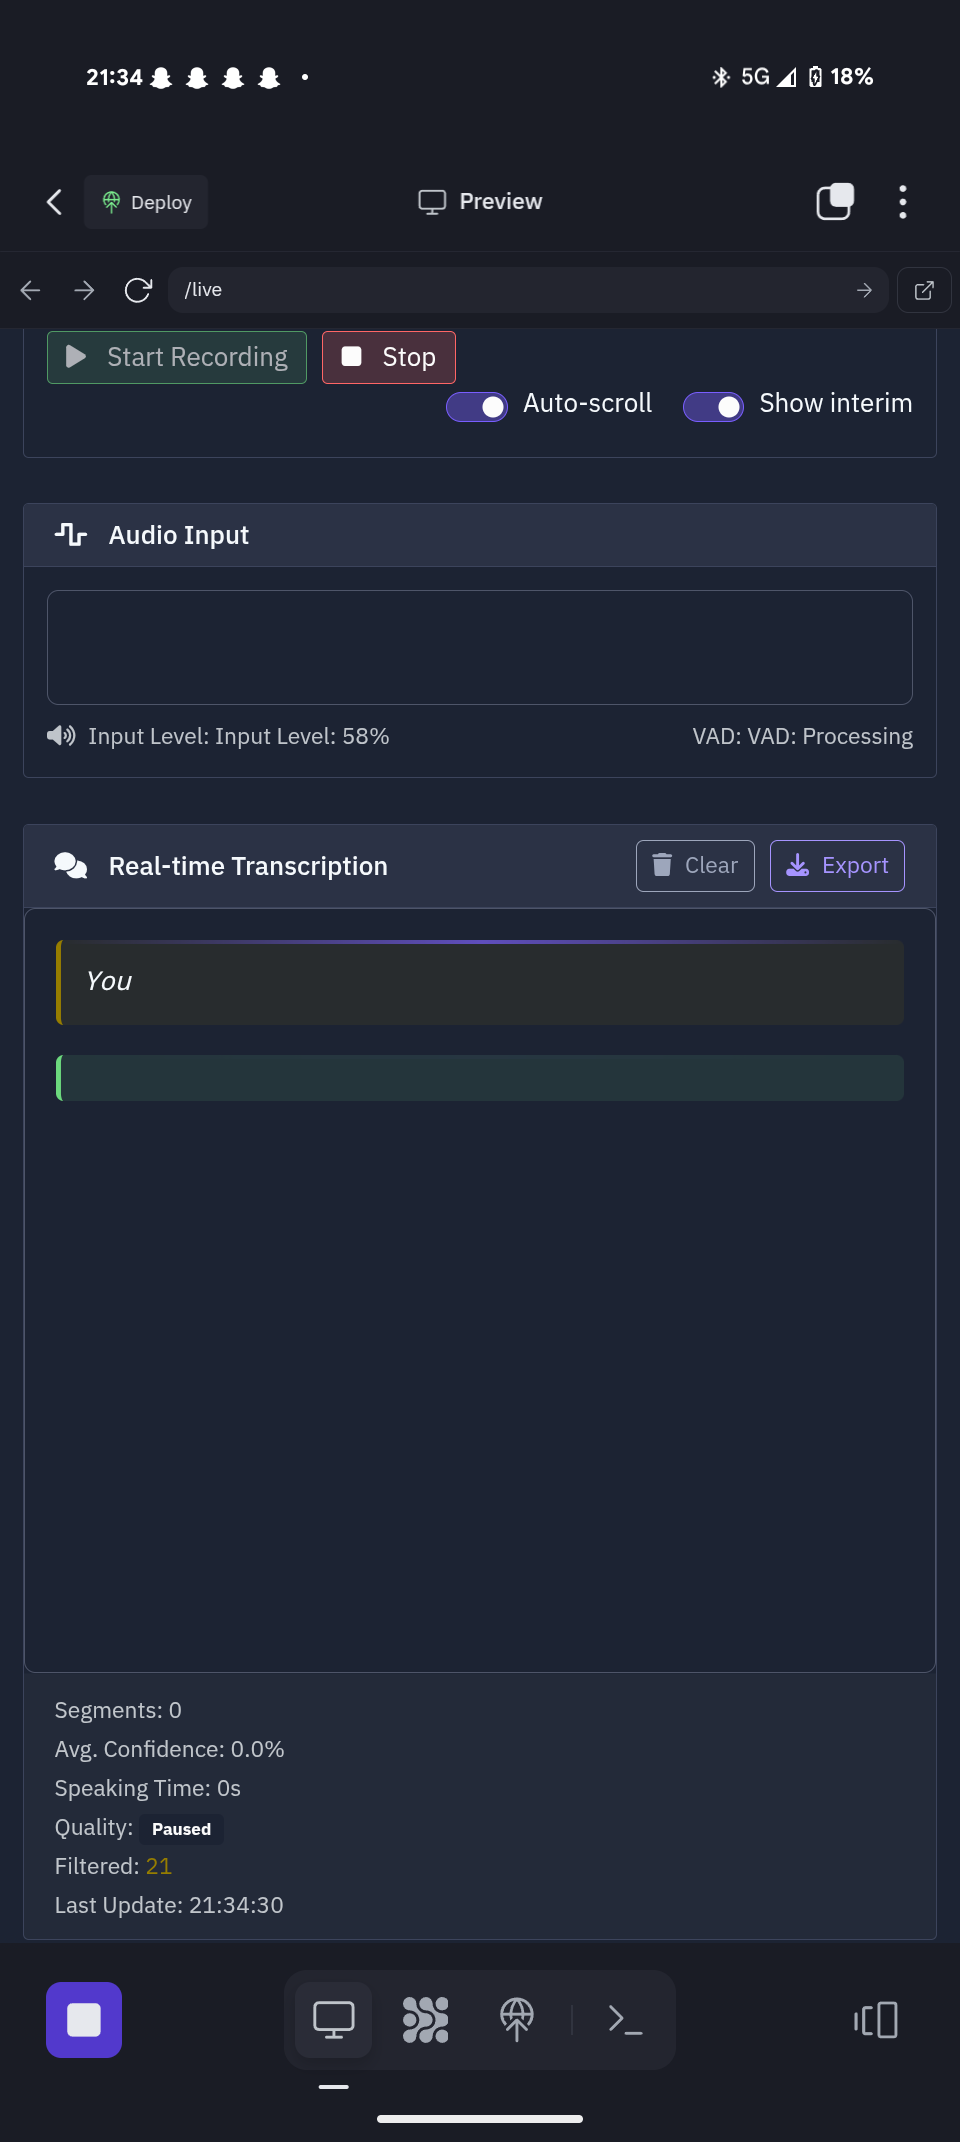 21:34
5G 18%
Deploy
Preview
/live
Start Recording
Stop
Auto-scroll
Show interim
Audio Input
Input Level: Input Level: 58%
VAD: VAD: Processing
Real-time Transcription
Clear
Export
You
Segments: 0
Avg. Confidence: 0.0%
Speaking Time: 0s
Quality: Paused
Filtered: 21
Last Update: 21:34:30